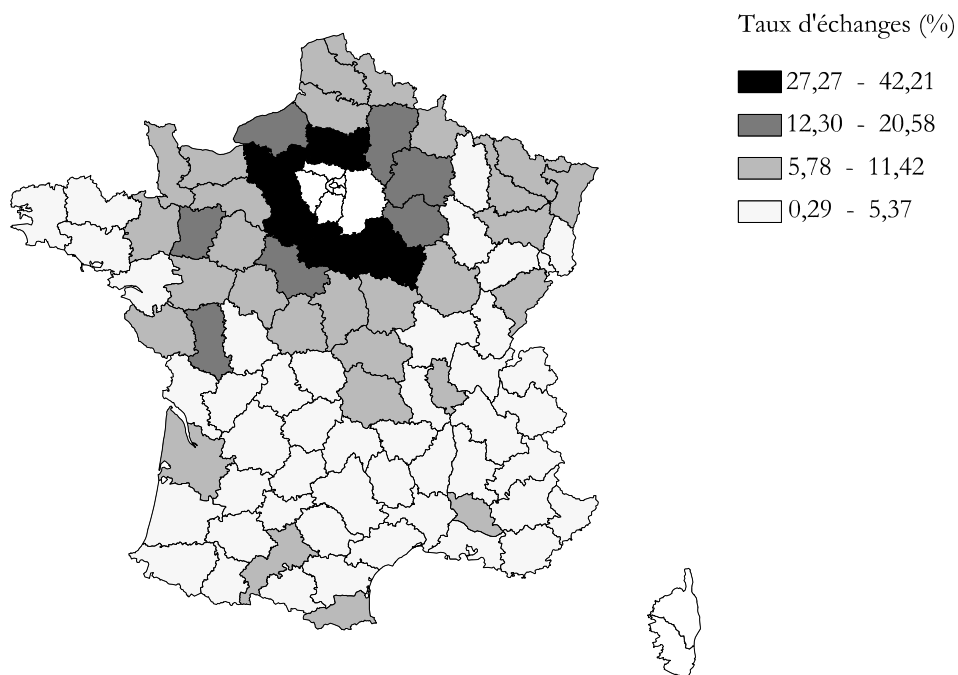 Taux d'échanges (%)
27,27 - 42,21
12,30 - 20,58
5,78 - 11,42
0,29 - 5,37